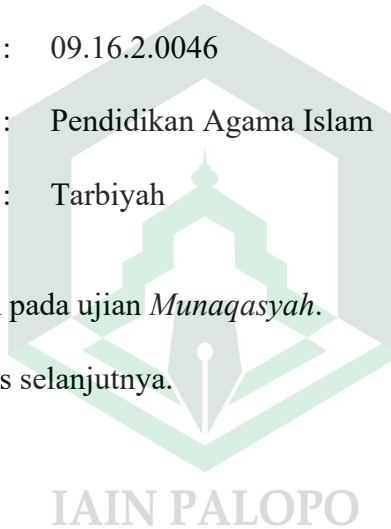 : 09.16.2.0046
: Pendidikan Agama Islam
: Tarbiyah
pada ujian Munaqasyah.
selanjutnya.
IAIN PALOPO